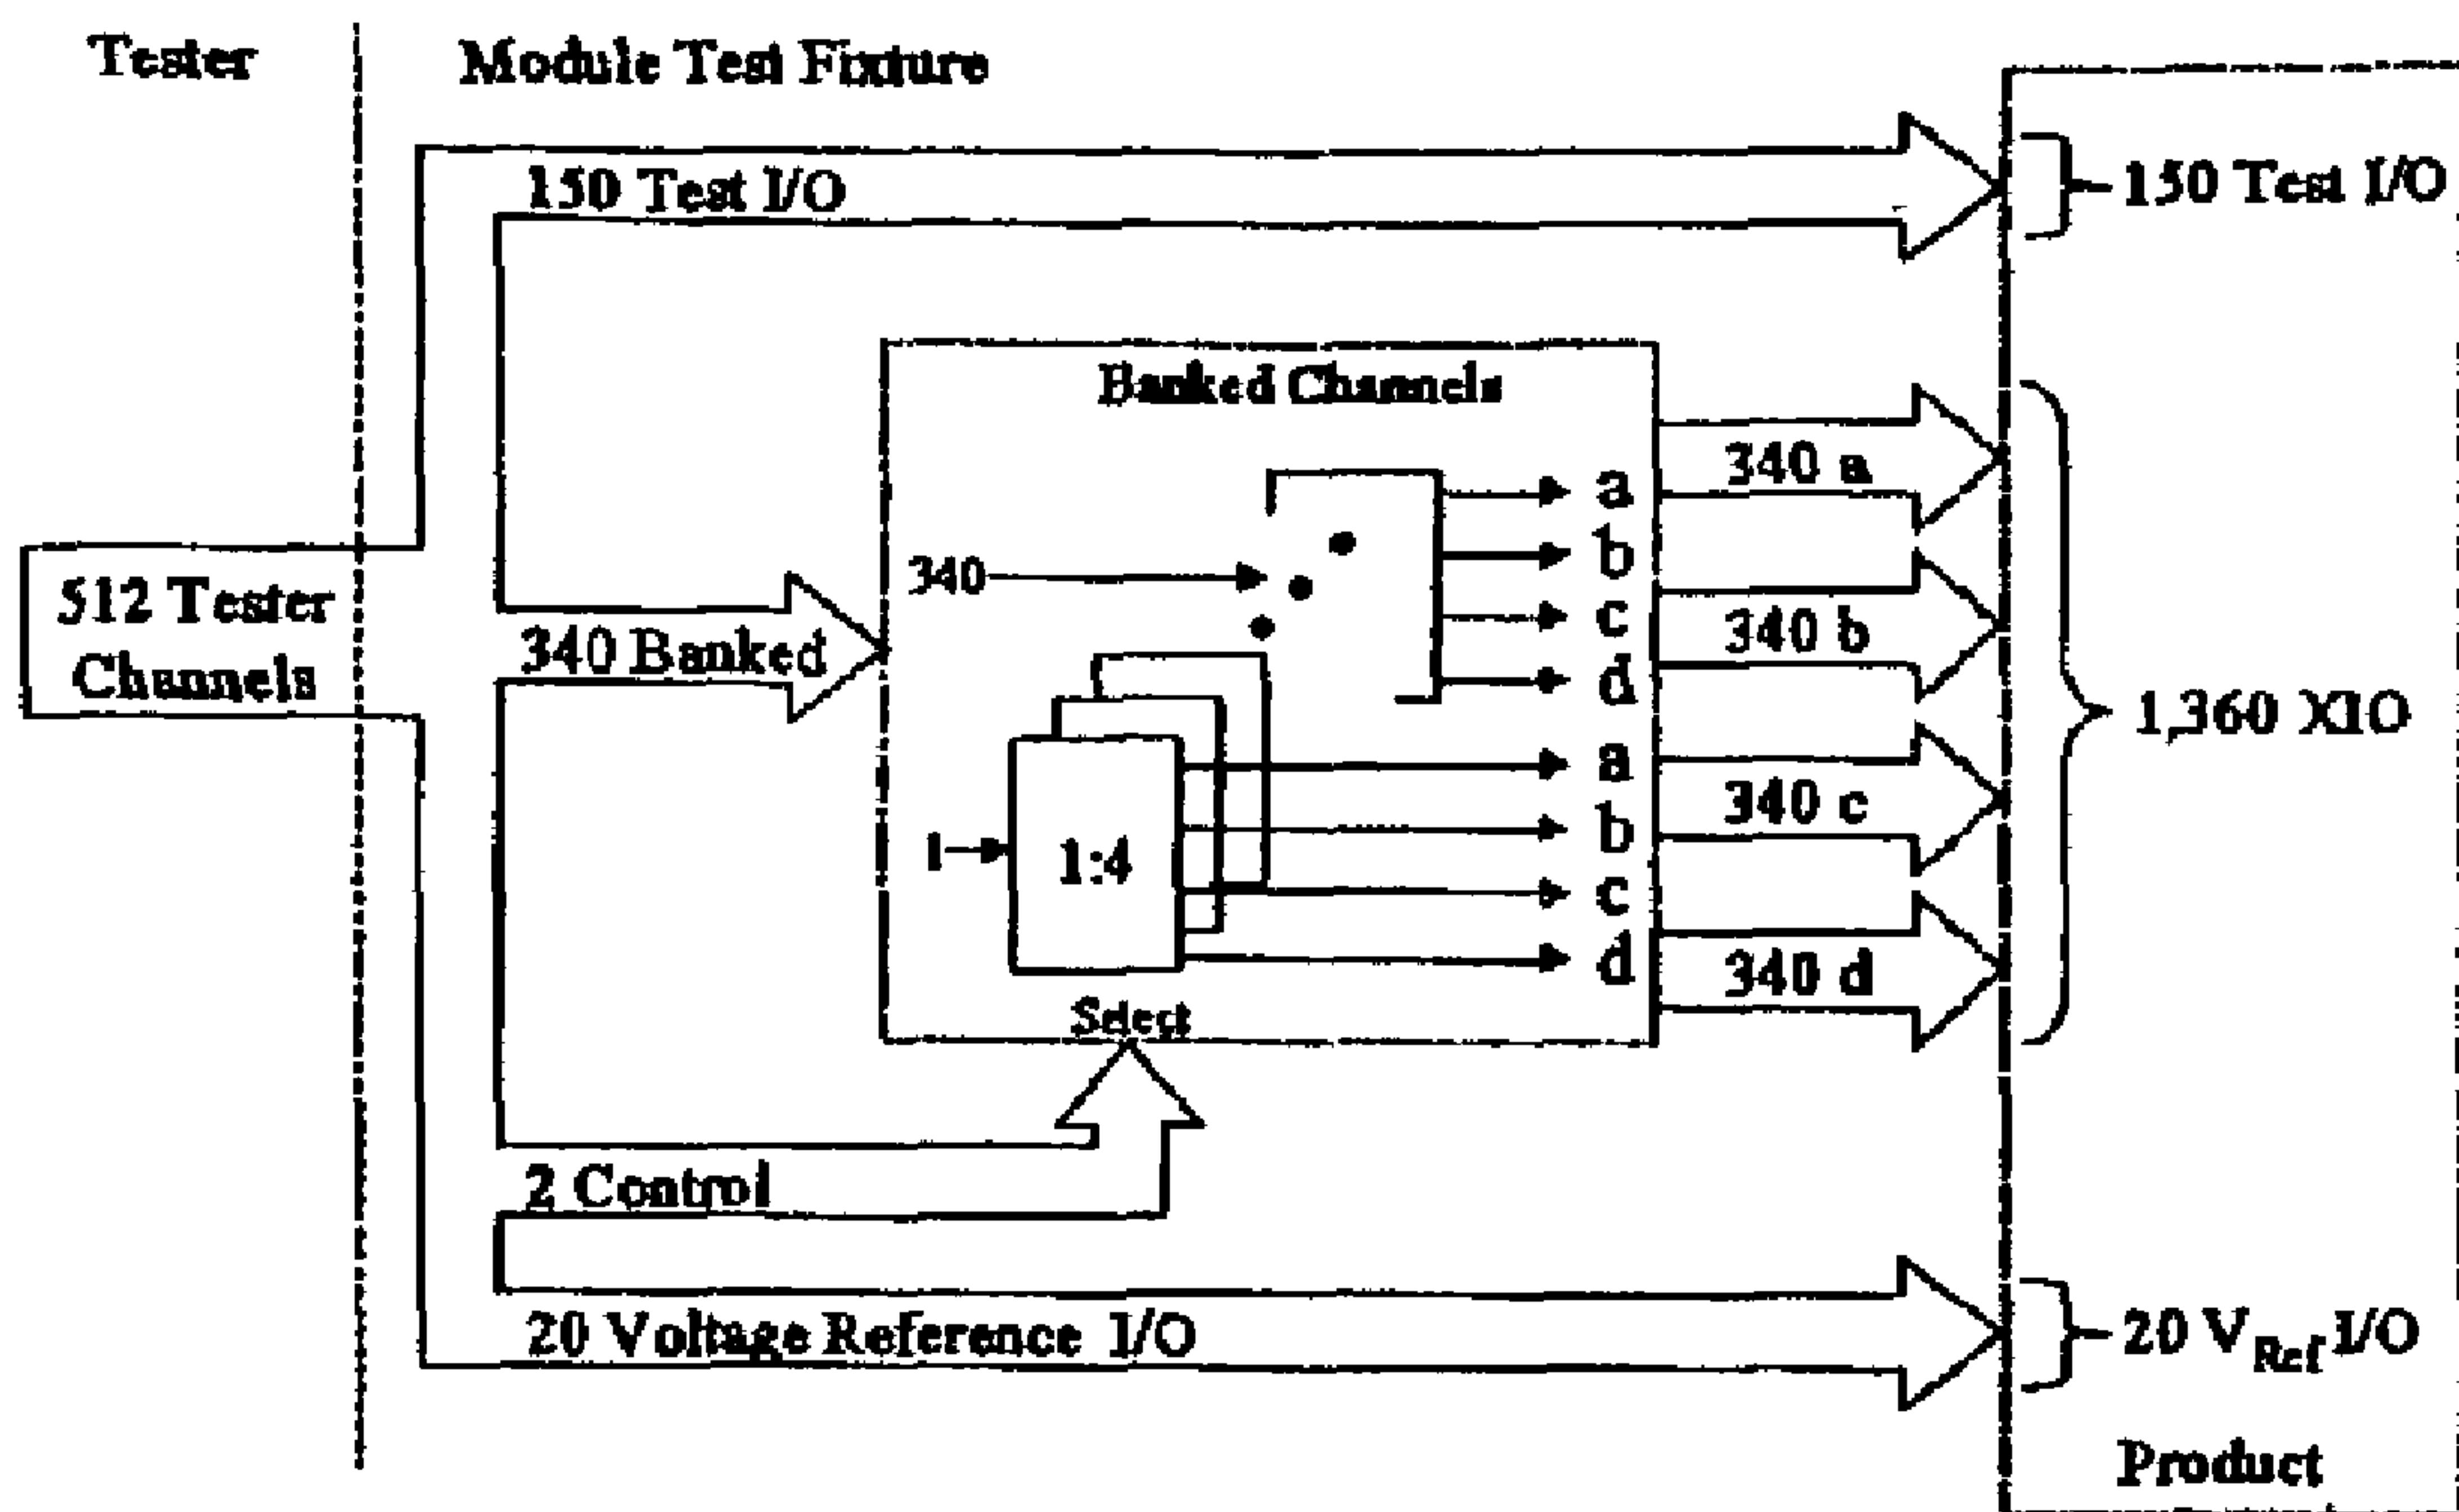 Tester
Module Test Fixture
150 Test I/O
150 Test I/O
Banked Channels
340 a
a
b
340
512 Tester
Channels
340 Banked
c
340 b
d
1,360 XIO
a
340 c
b
1
1:4
c
d
340 d
Select
2 Control
20 Voltage Reference I/O
20 VRef I/O
Product